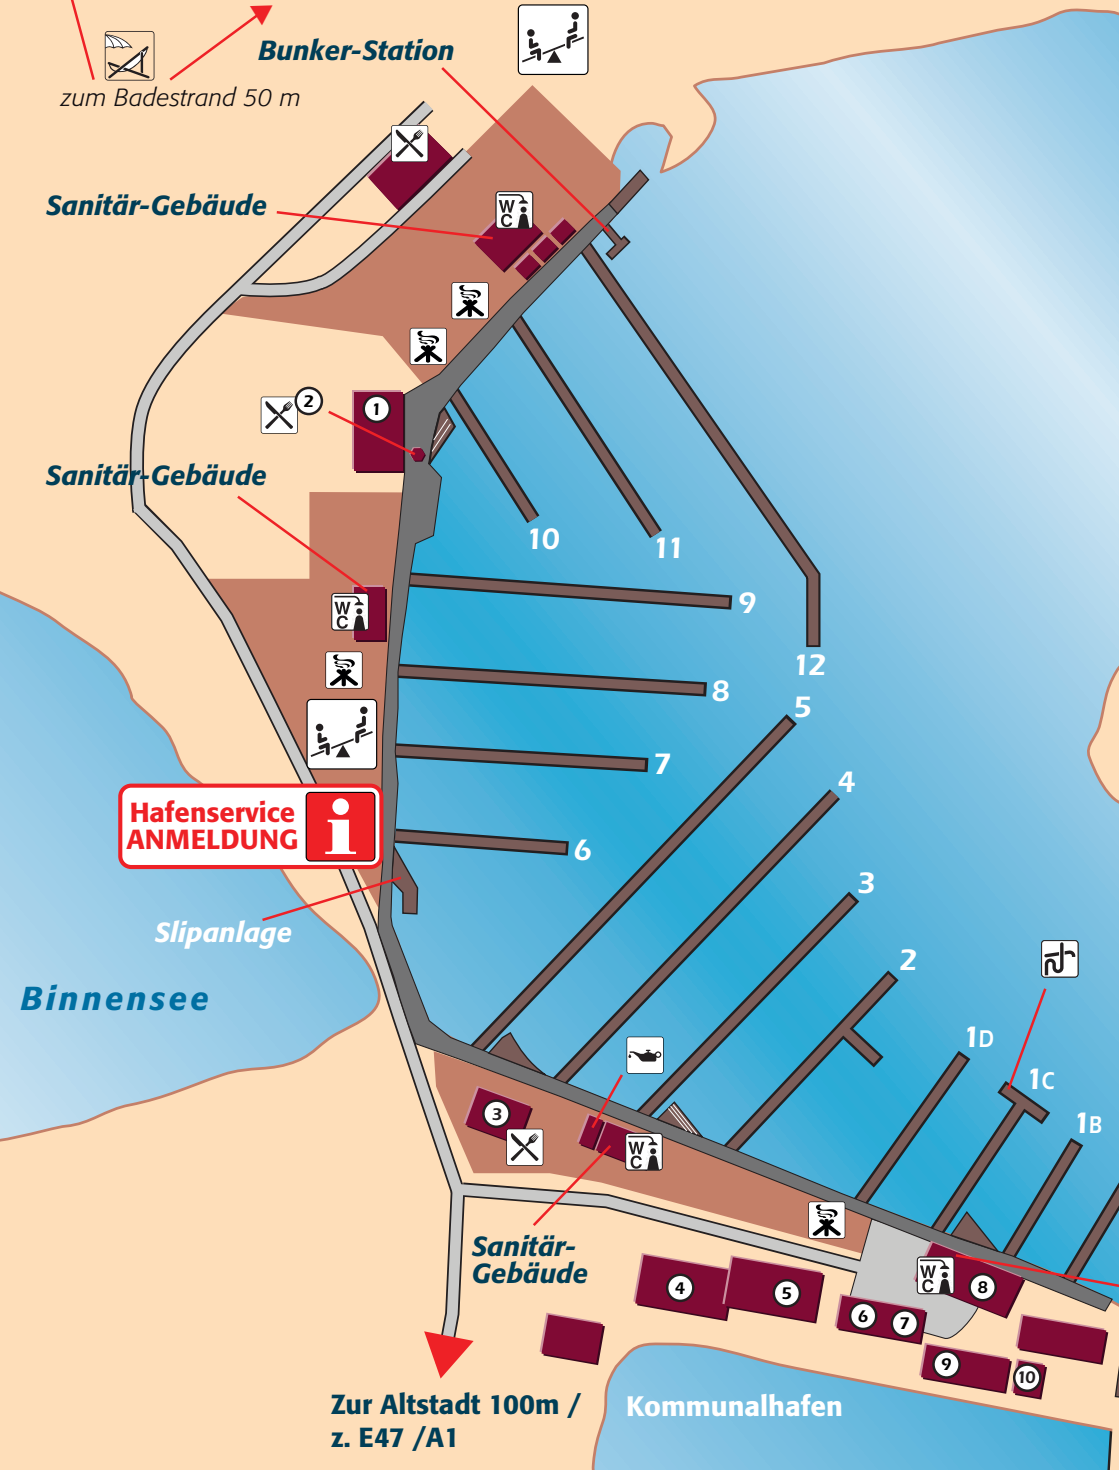 Bunker-Station
zum Badestrand 50 m
Sanitär-Gebäude
W
C
2
1
Sanitär-Gebäude
10
11
9
12
W
C
8
5
7
4
Hafenservice
ANMELDUNG
i
6
3
Slipanlage
2
Binnensee
1D
1C
1B
3
W
C
Sanitär-
Gebäude
W
C
4
5
8
6
7
9
10
Zur Altstadt 100m /
z. E47 /A1
Kommunalhafen